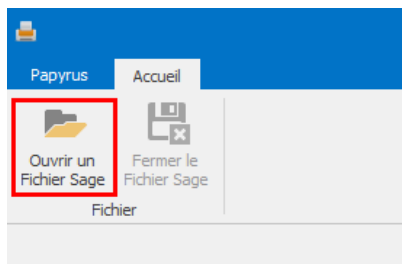 Papyrus Accueil
Ouvrir un
Fichier Sage
Fermer le
Fichier Sage
Fichier